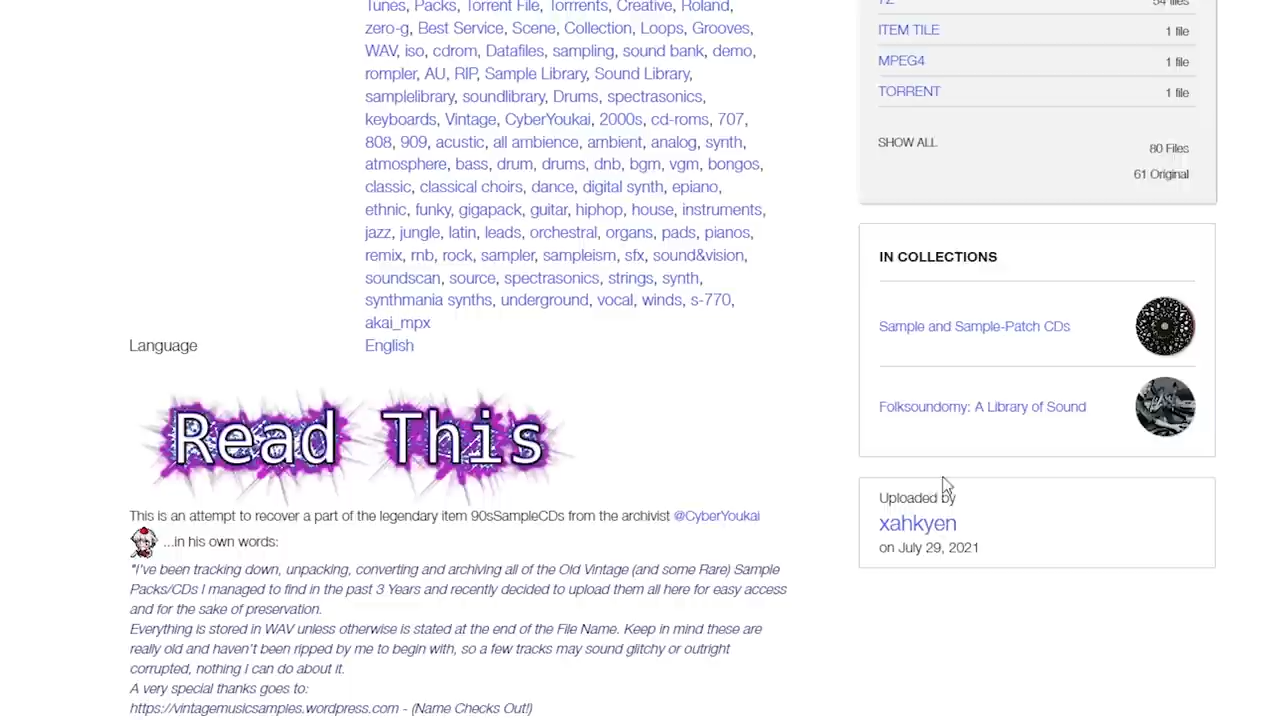 Tunes, Packs, Torrent File, Torrrents, Creative, Roland,
zero-g, Best Service, Scene, Collection, Loops, Grooves,
WAV, iso, cdrom, Datafiles, sampling, sound bank, demo,
rompler, AU, RIP, Sample Library, Sound Library,
samplelibrary, soundlibrary, Drums, spectrasonics,
keyboards, Vintage, CyberYoukai, 2000s, cd-roms, 707,
808, 909, acustic, all ambience, ambient, analog, synth,
atmosphere, bass, drum, drums, dnb, bgm, vgm, bongos,
classic, classical choirs, dance, digital synth, epiano,
ethnic, funky, gigapack, guitar, hiphop, house, instruments,
jazz, jungle, latin, leads, orchestral, organs, pads, pianos,
remix, rnb, rock, sampler, sampleism, sfx, sound&vision,
soundscan, source, spectrasonics, strings, synth,
synthmania synths, underground, vocal, winds, s-770,
akai_mpx
Language English
Read This
This is an attempt to recover a part of the legendary item 90sSampleCDs from the archivist @CyberYoukai
...in his own words:
"I've been tracking down, unpacking, converting and archiving all of the Old Vintage (and some Rare) Sample
Packs/CDs I managed to find in the past 3 Years and recently decided to upload them all here for easy access
and for the sake of preservation.
Everything is stored in WAV unless otherwise is stated at the end of the File Name. Keep in mind these are
really old and haven't been ripped by me to begin with, so a few tracks may sound glitchy or outright
corrupted, nothing I can do about it.
A very special thanks goes to:
https://vintagemusicsamples.wordpress.com - (Name Checks Out!)
7Z 54 files
ITEM TILE 1 file
MPEG4 1 file
TORRENT 1 file
SHOW ALL 80 Files
61 Original
IN COLLECTIONS
Sample and Sample-Patch CDs
Folksoundomy: A Library of Sound
Uploaded by
xahkyen
on July 29, 2021